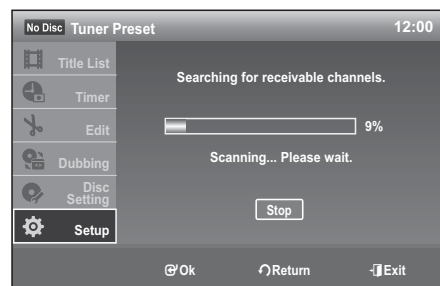 No Disc Tuner Preset 12:00
Title List
Timer
Edit
Dubbing
Disc
Setting
Setup
Searching for receivable channels.
9%
Scanning... Please wait.
Stop
Ok Return Exit